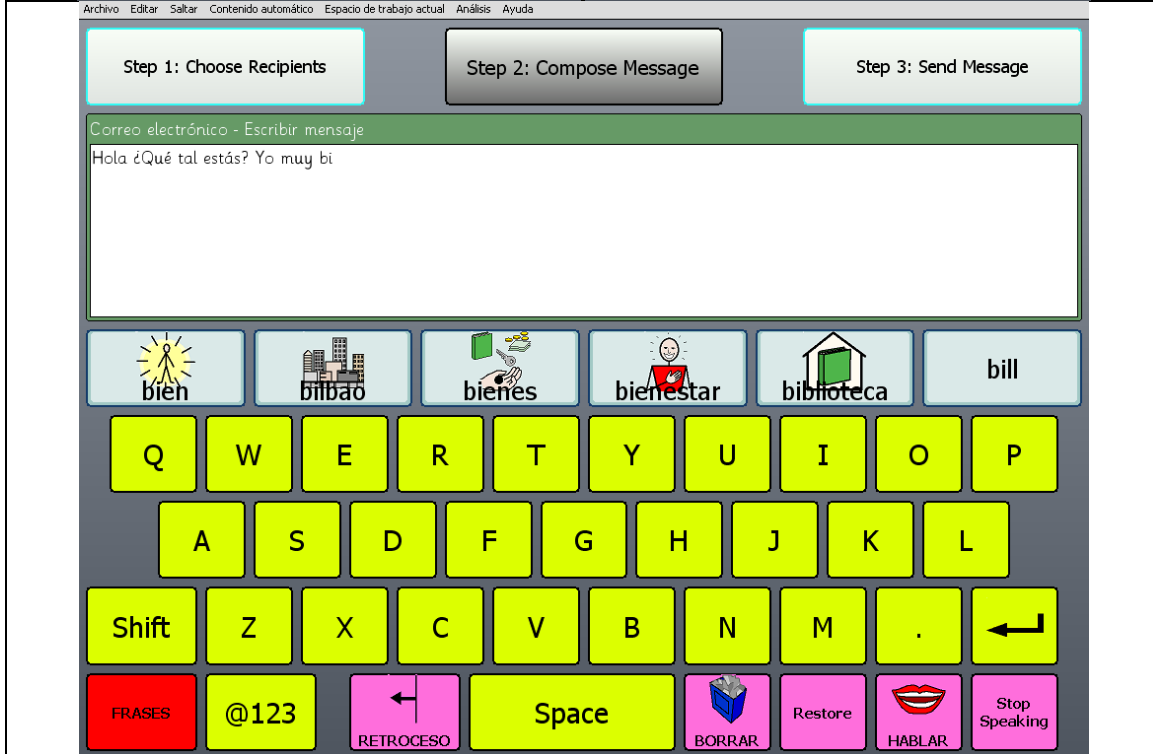 Archivo Editar Saltar Contenido automático Espacio de trabajo actual Análisis Ayuda
Step 1: Choose Recipients Step 2: Compose Message Step 3: Send Message
Correo electrónico - Escribir mensaje
Hola ¿Qué tal estás? Yo muy bi
bien bilbao bienes bienestar biblioteca bill
Q W E R T Y U I O P
A S D F G H J K L
Shift Z X C V B N M .
FRASES @123 RETROCESO Space BORRAR Restore HABLAR Stop Speaking